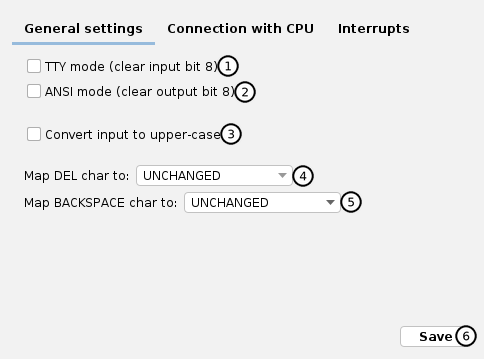 General settings Connection with CPU Interrupts
TTY mode (clear input bit 8) 1
ANSI mode (clear output bit 8) 2
Convert input to upper-case 3
Map DEL char to: UNCHANGED 4
Map BACKSPACE char to: UNCHANGED 5
Save 6